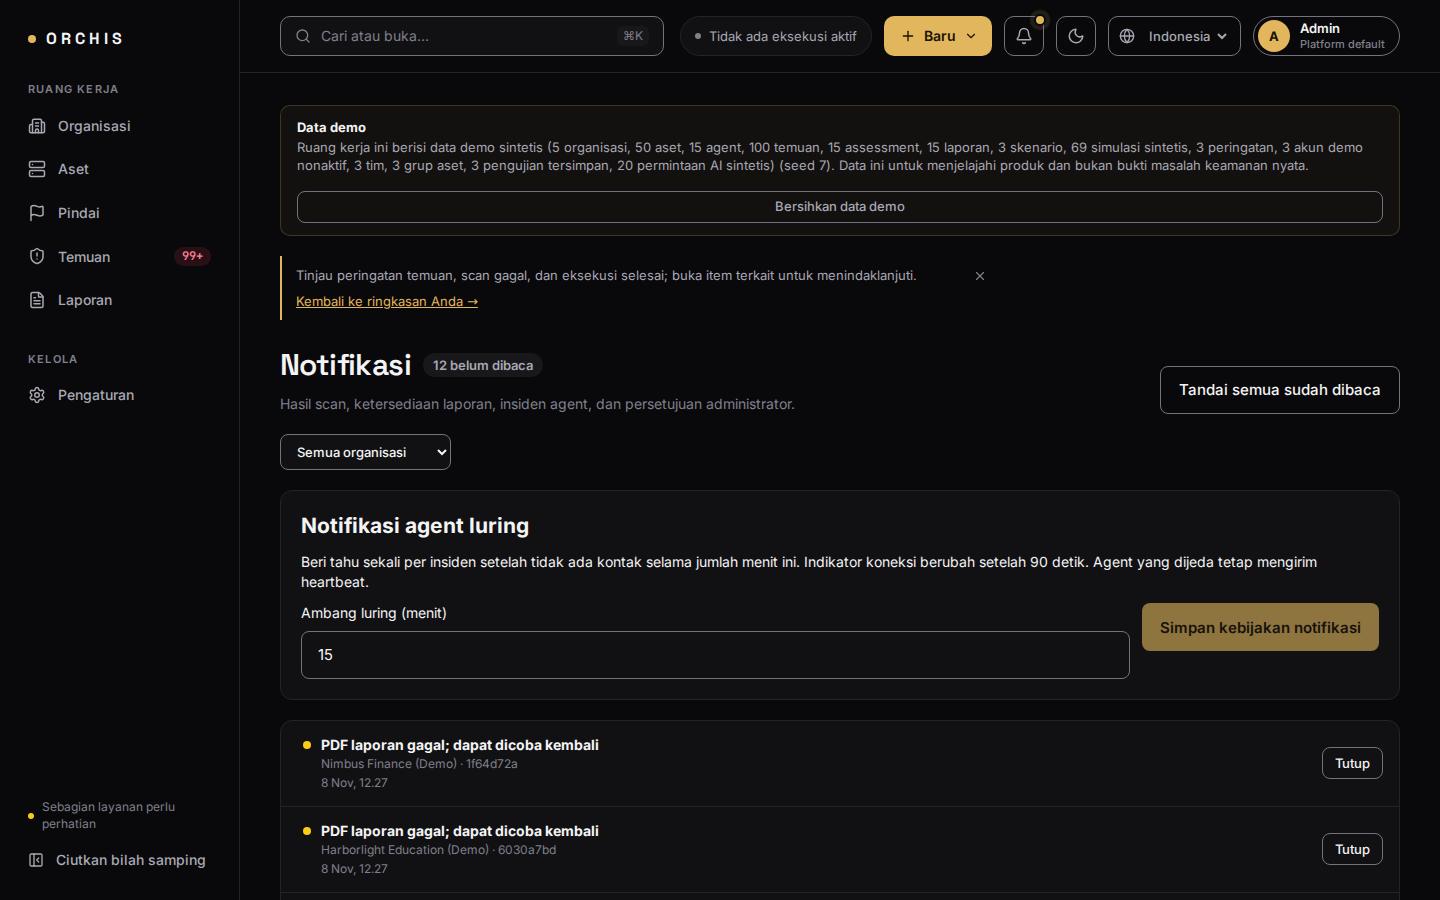 ORCHIS
Cari atau buka...
⌘K
Tidak ada eksekusi aktif
Baru
Indonesia
A
Admin
Platform default
RUANG KERJA
Organisasi
Aset
Pindai
Temuan
99+
Laporan
KELOLA
Pengaturan
Sebagian layanan perlu
perhatian
Ciutkan bilah samping
Data demo
Ruang kerja ini berisi data demo sintetis (5 organisasi, 50 aset, 15 agent, 100 temuan, 15 assessment, 15 laporan, 3 skenario, 69 simulasi sintetis, 3 peringatan, 3 akun demo
nonaktif, 3 tim, 3 grup aset, 3 pengujian tersimpan, 20 permintaan AI sintetis) (seed 7). Data ini untuk menjelajahi produk dan bukan bukti masalah keamanan nyata.
Bersihkan data demo
Tinjau peringatan temuan, scan gagal, dan eksekusi selesai; buka item terkait untuk menindaklanjuti.
Kembali ke ringkasan Anda →
Notifikasi
12 belum dibaca
Hasil scan, ketersediaan laporan, insiden agent, dan persetujuan administrator.
Tandai semua sudah dibaca
Semua organisasi
Notifikasi agent luring
Beri tahu sekali per insiden setelah tidak ada kontak selama jumlah menit ini. Indikator koneksi berubah setelah 90 detik. Agent yang dijeda tetap mengirim
heartbeat.
Ambang luring (menit)
15
Simpan kebijakan notifikasi
PDF laporan gagal; dapat dicoba kembali
Nimbus Finance (Demo) · 1f64d72a
8 Nov, 12.27
Tutup
PDF laporan gagal; dapat dicoba kembali
Harborlight Education (Demo) · 6030a7bd
8 Nov, 12.27
Tutup